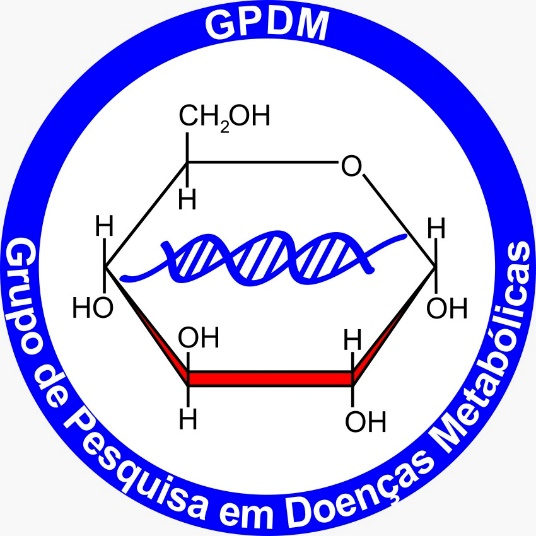 GPDM
CH₂OH
O
H
H
H
HO
OH
OH
H
H
OH
Grupo de Pesquisa em Doenças Metabólicas